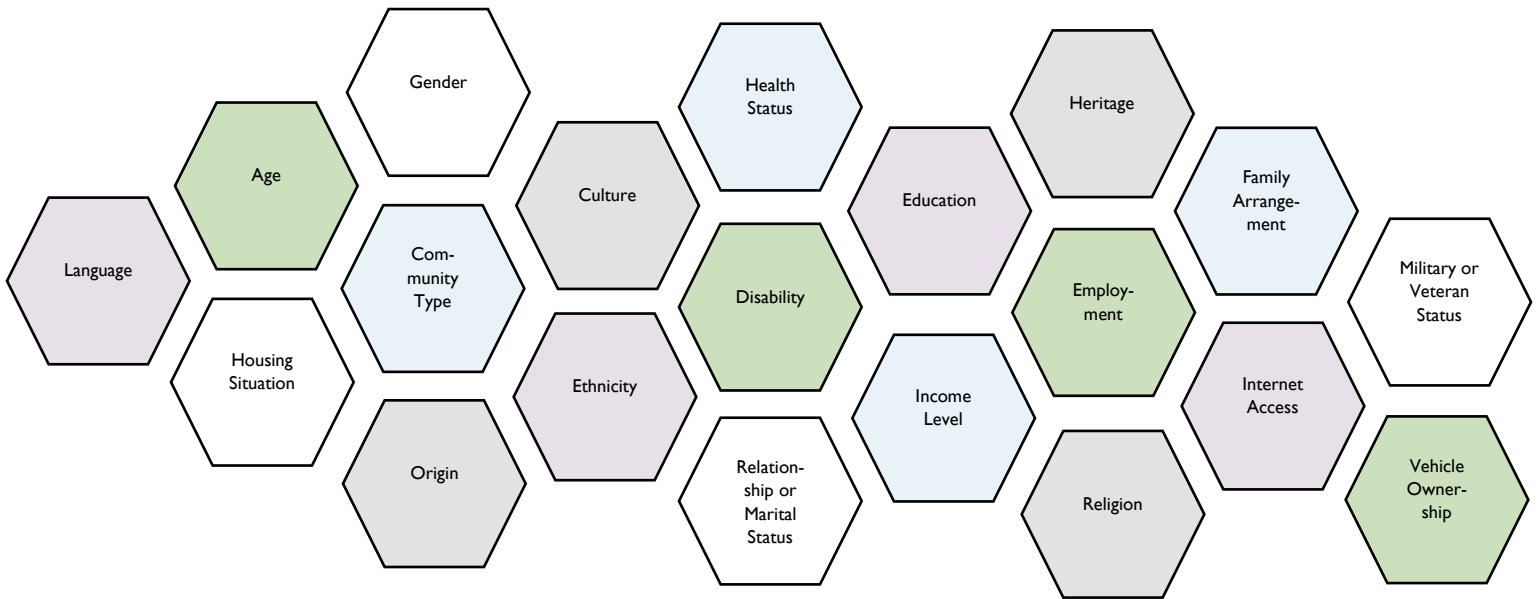 Gender
Health
Status
Heritage
Age
Culture
Education
Family
Arrange-
ment
Language
Com-
munity
Type
Disability
Employ-
ment
Military or
Veteran
Status
Housing
Situation
Ethnicity
Income
Level
Internet
Access
Origin
Relation-
ship or
Marital
Status
Religion
Vehicle
Owner-
ship